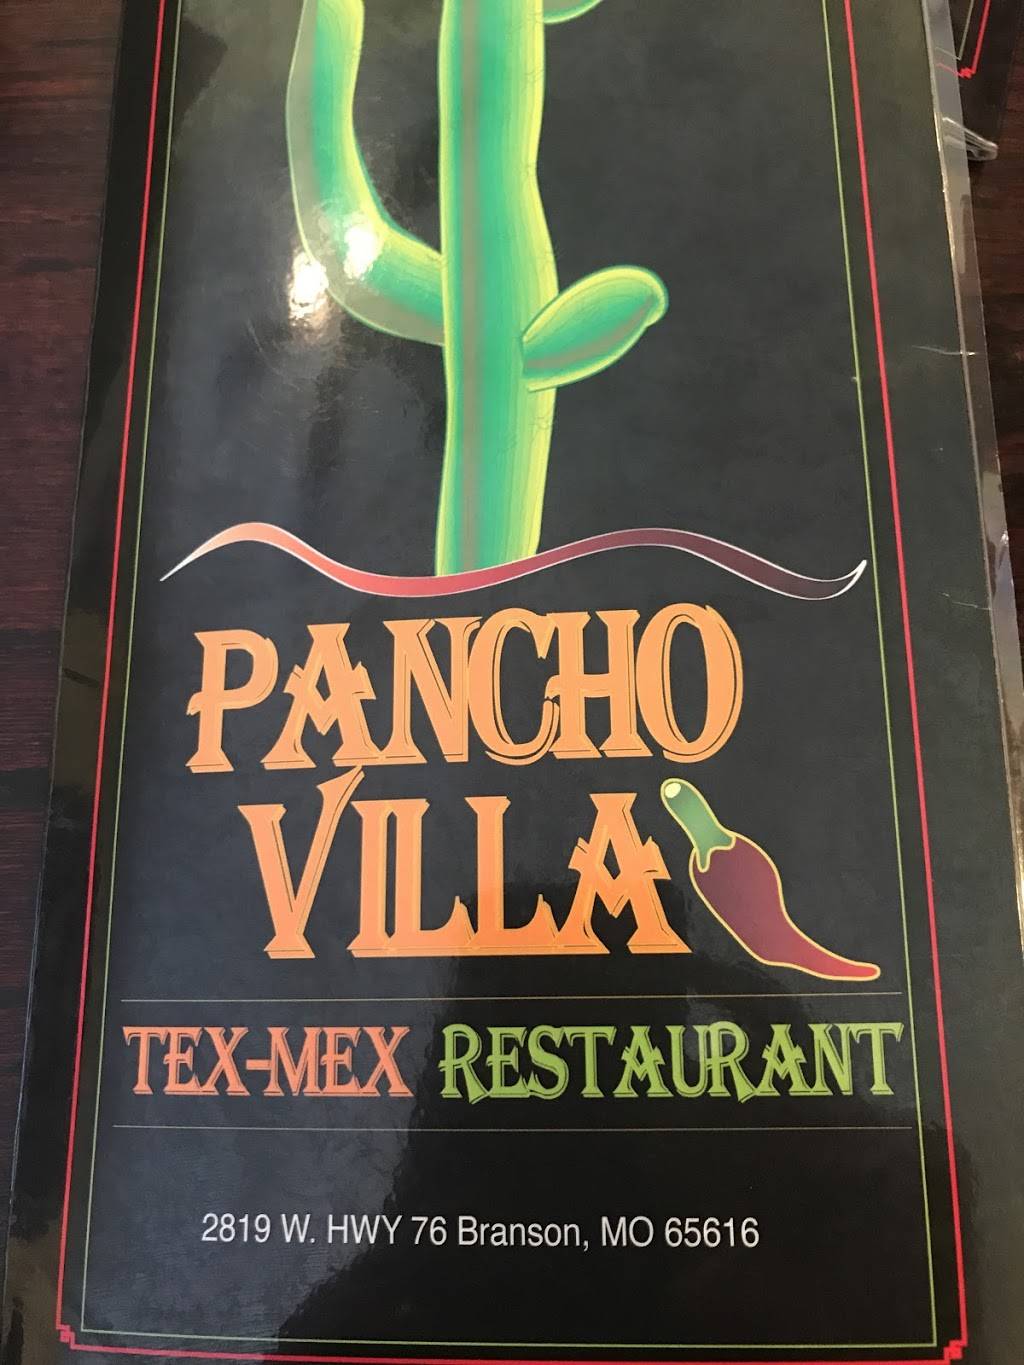 PANCHO
VILLA
TEX-MEX RESTAURANT
2819 W. HWY 76 Branson, MO 65616